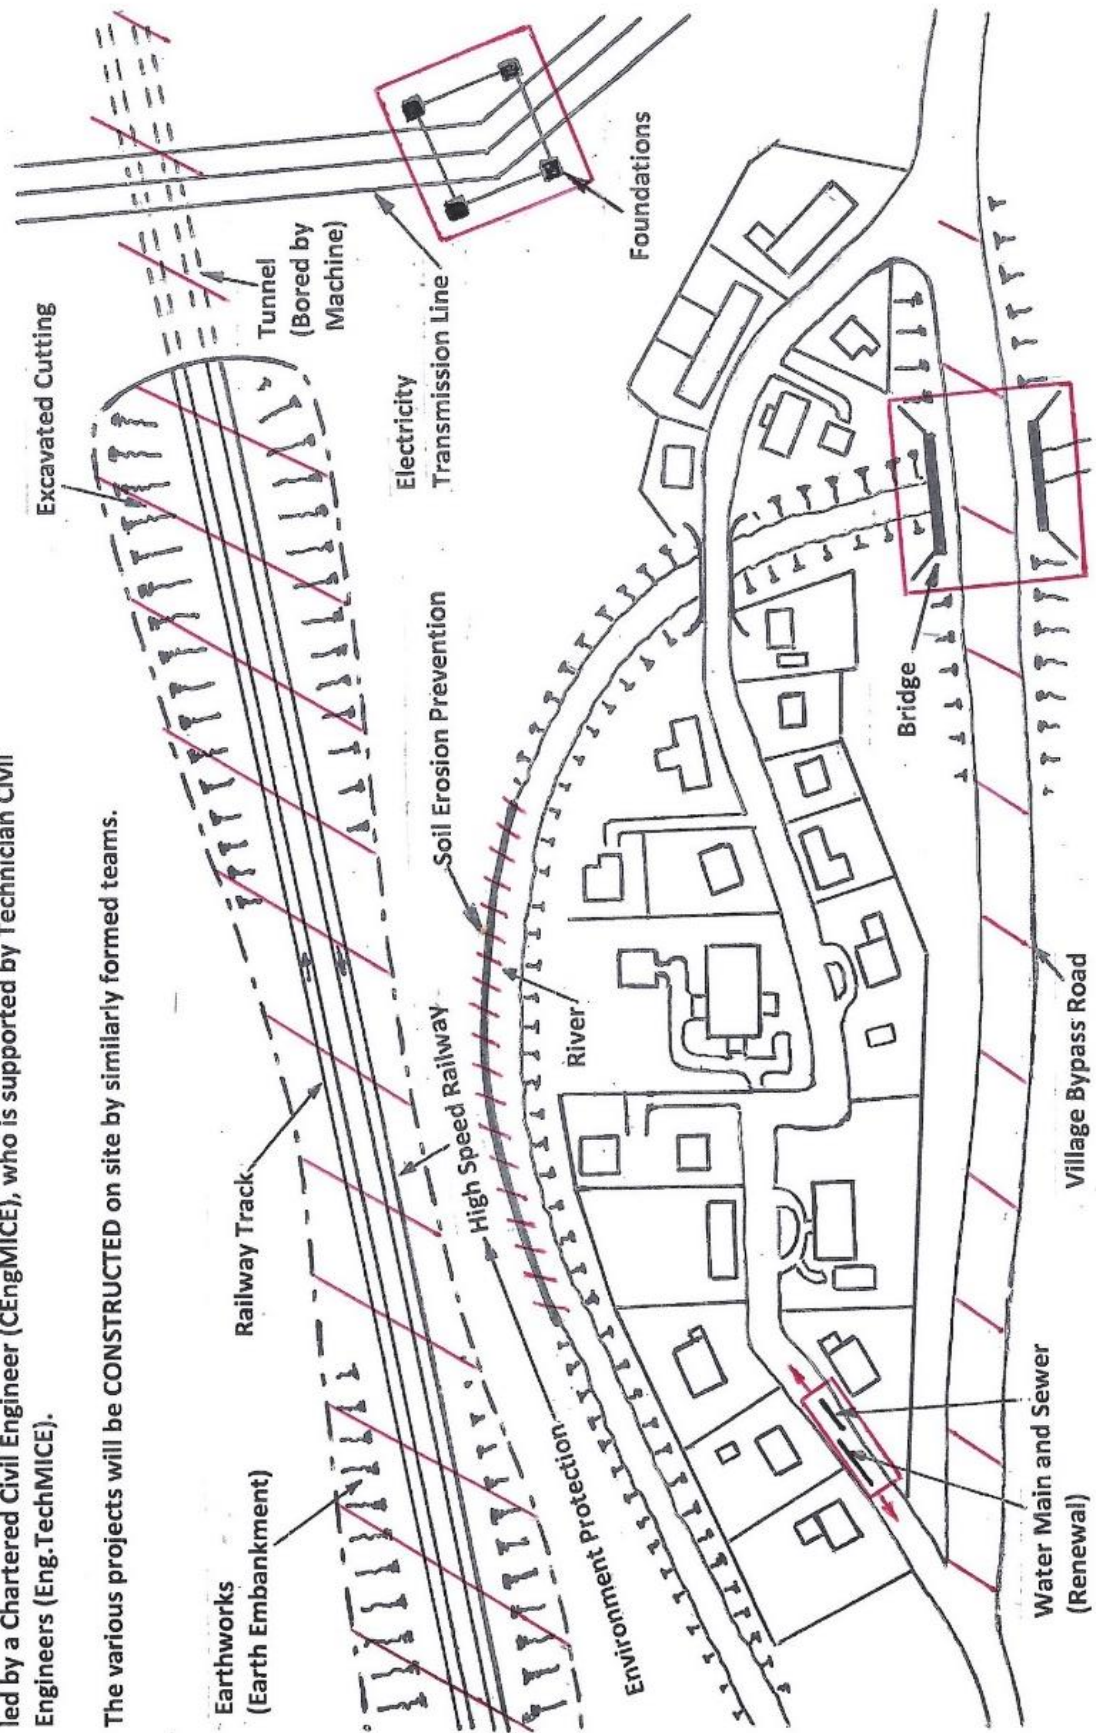 led by a Chartered Civil Engineer (CEngMICE), who is supported by Technician Civil
Engineers (Eng.TechMICE).
The various projects will be CONSTRUCTED on site by similarly formed teams.
Earthworks
(Earth Embankment)
Railway Track
Excavated Cutting
Tunnel
(Bored by
Machine)
Electricity
Transmission Line
Foundations
Soil Erosion Prevention
High Speed Railway
Environment Protection
River
Bridge
Water Main and Sewer
(Renewal)
Village Bypass Road